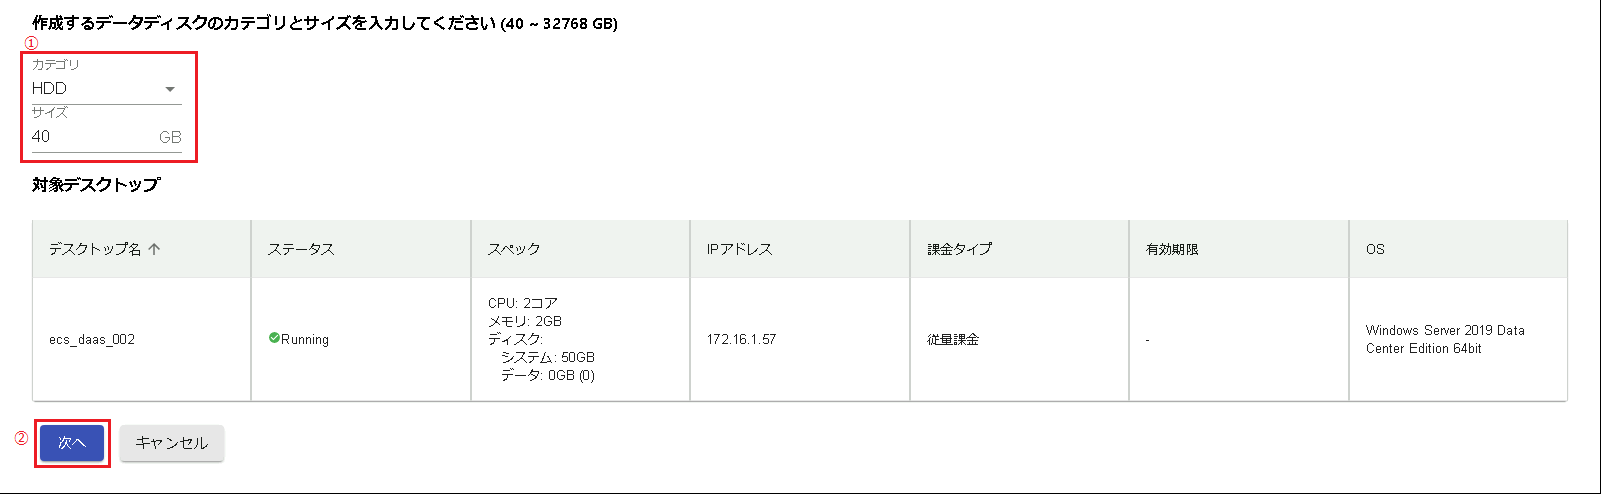 作成するデータディスクのカテゴリとサイズを入力してください (40 ~ 32768 GB)
①
カテゴリ
HDD
サイズ
40 GB
対象デスクトップ
デスクトップ名 ↑ ステータス スペック IPアドレス 課金タイプ 有効期限 OS
ecs_daas_002
Running
CPU: 2コア
メモリ: 2GB
ディスク:
システム: 50GB
データ: 0GB (0)
172.16.1.57
従量課金
-
Windows Server 2019 Data
Center Edition 64bit
② 次へ キャンセル